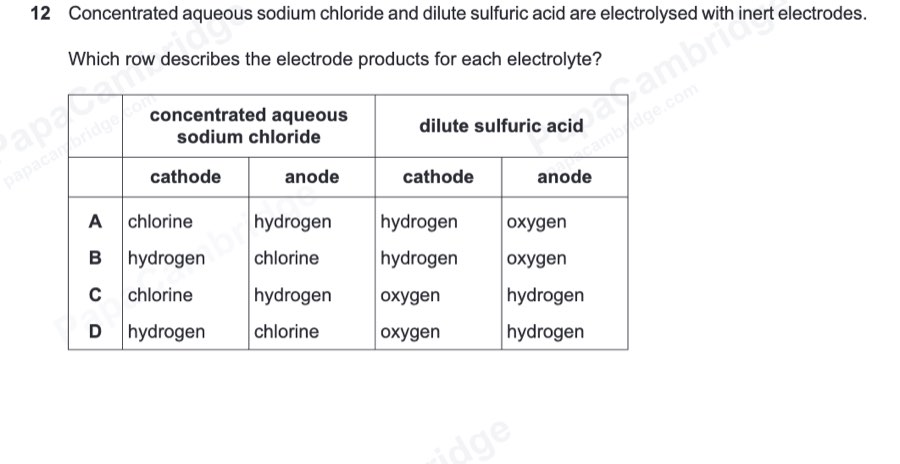 12 Concentrated aqueous sodium chloride and dilute sulfuric acid are electrolysed with inert electrodes.
Which row describes the electrode products for each electrolyte?
concentrated aqueous sodium chloride dilute sulfuric acid
cathode anode cathode anode
A chlorine hydrogen hydrogen oxygen
B hydrogen chlorine hydrogen oxygen
C chlorine hydrogen oxygen hydrogen
D hydrogen chlorine oxygen hydrogen